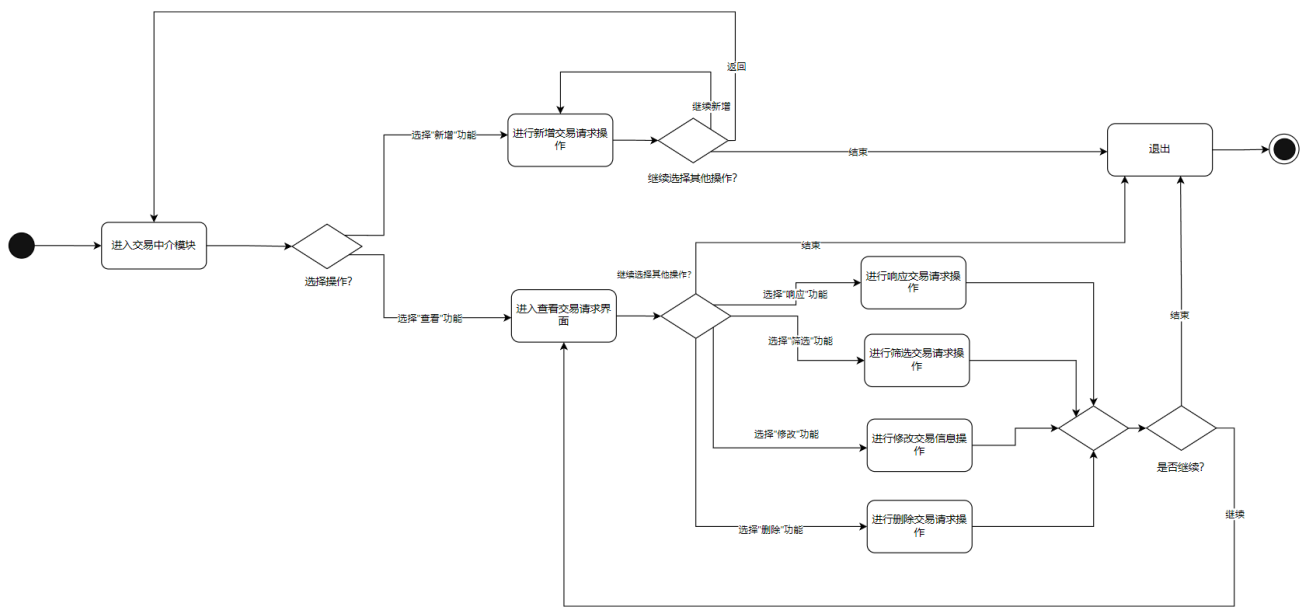 返回
继续新增
选择"新增"功能
进行新增交易请求操
作
继续选择其他操作?
结束
退出
进入交易中介模块
选择操作?
选择"查看"功能
进入查看交易请求界
面
继续选择其他操作?
结束
选择"响应"功能
进行响应交易请求操
作
选择"筛选"功能
进行筛选交易请求操
作
选择"修改"功能
进行修改交易信息操
作
选择"删除"功能
进行删除交易请求操
作
结束
是否继续?
继续